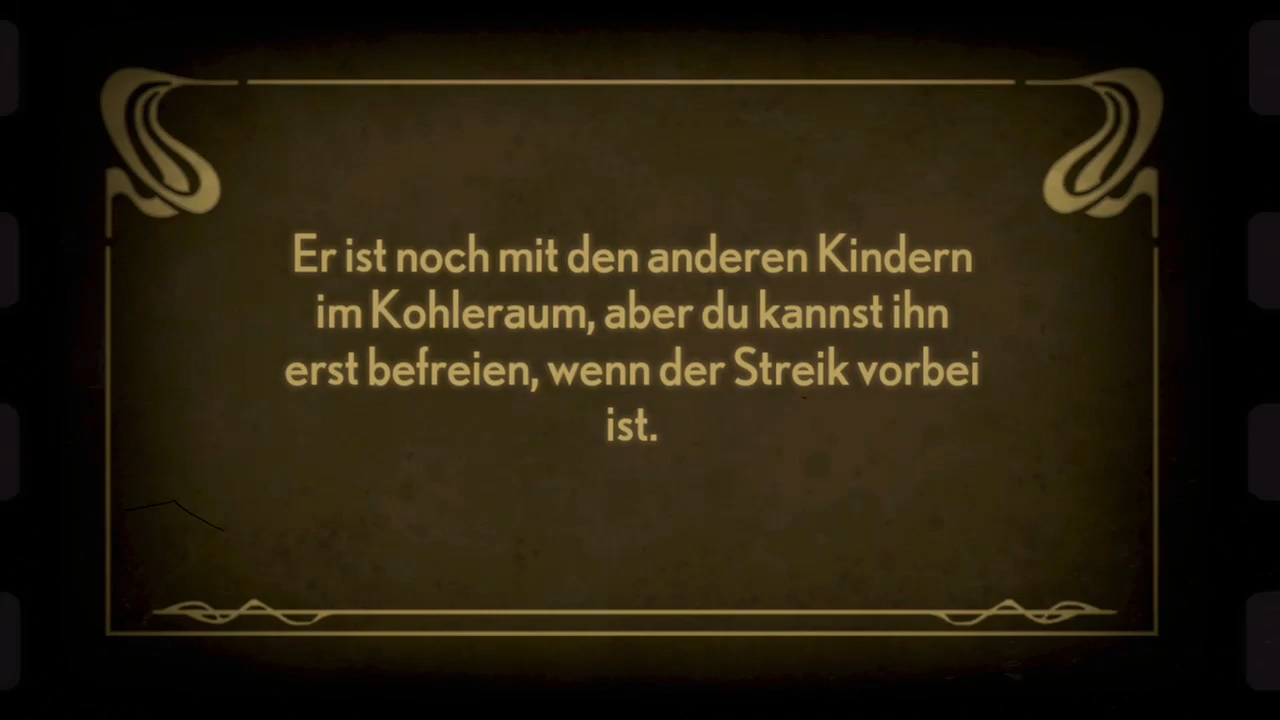 Er ist noch mit den anderen Kindern
im Kohleraum, aber du kannst ihn
erst befreien, wenn der Streik vorbei
ist.